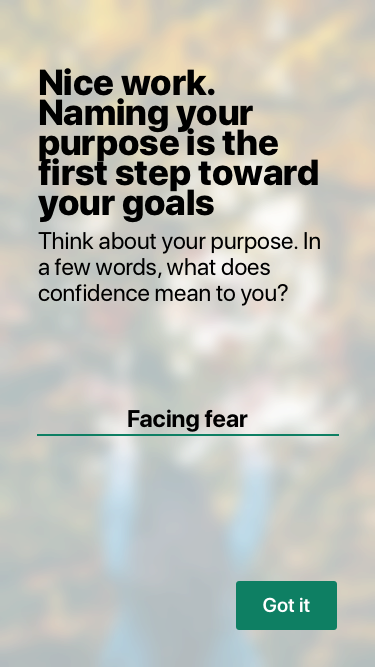 Nice work.
Naming your
purpose is the
first step toward
your goals
Think about your purpose. In
a few words, what does
confidence mean to you?
Facing fear
Got it